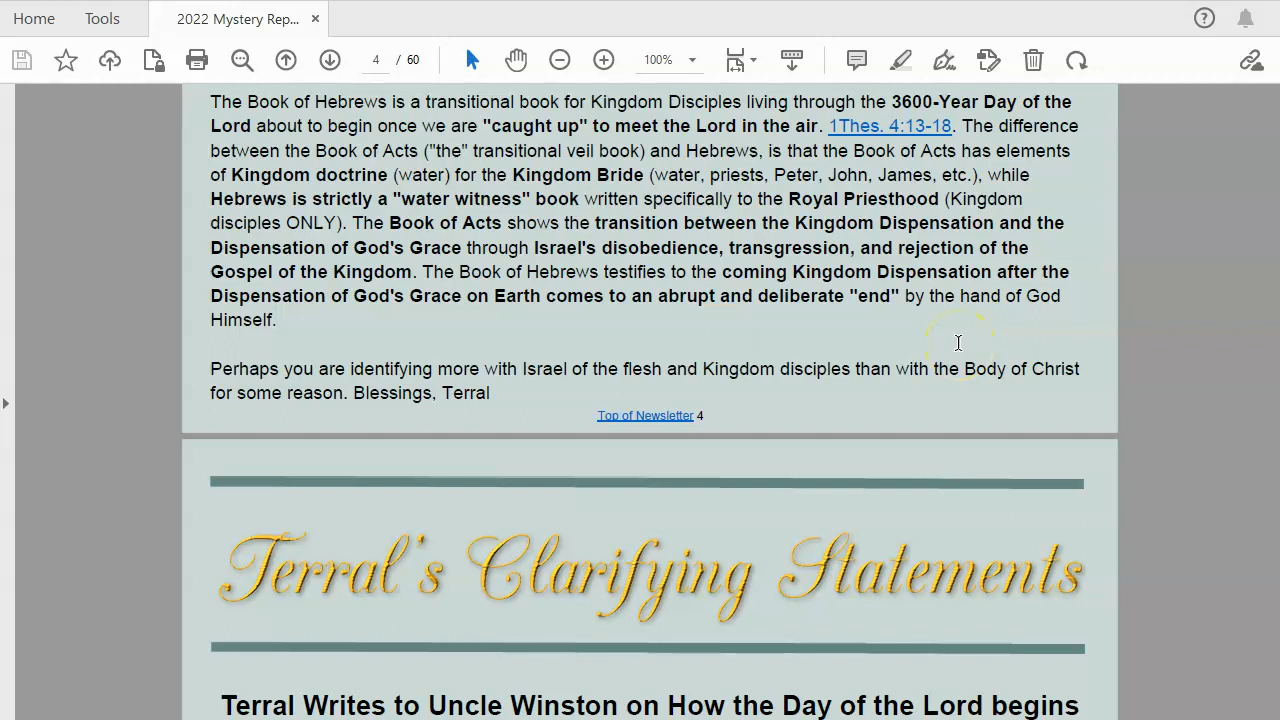 Home Tools 2022 Mystery Rep... ×
4 / 60 100%
The Book of Hebrews is a transitional book for Kingdom Disciples living through the 3600-Year Day of the
Lord about to begin once we are "caught up" to meet the Lord in the air. 1Thes. 4:13-18. The difference
between the Book of Acts ("the" transitional veil book) and Hebrews, is that the Book of Acts has elements
of Kingdom doctrine (water) for the Kingdom Bride (water, priests, Peter, John, James, etc.), while
Hebrews is strictly a "water witness" book written specifically to the Royal Priesthood (Kingdom
disciples ONLY). The Book of Acts shows the transition between the Kingdom Dispensation and the
Dispensation of God's Grace through Israel's disobedience, transgression, and rejection of the
Gospel of the Kingdom. The Book of Hebrews testifies to the coming Kingdom Dispensation after the
Dispensation of God's Grace on Earth comes to an abrupt and deliberate "end" by the hand of God
Himself.
Perhaps you are identifying more with Israel of the flesh and Kingdom disciples than with the Body of Christ
for some reason. Blessings, Terral
Top of Newsletter 4
Terral's Clarifying Statements
Terral Writes to Uncle Winston on How the Day of the Lord begins